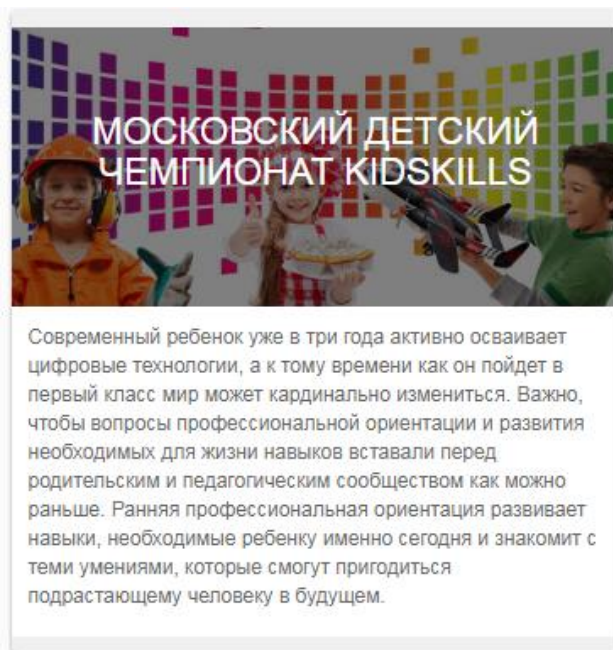 МОСКОВСКИЙ ДЕТСКИЙ
ЧЕМПИОНАТ KIDSKILLS
Современный ребенок уже в три года активно осваивает
цифровые технологии, а к тому времени как он пойдет в
первый класс мир может кардинально измениться. Важно,
чтобы вопросы профессиональной ориентации и развития
необходимых для жизни навыков вставали перед
родительским и педагогическим сообществом как можно
раньше. Ранняя профессиональная ориентация развивает
навыки, необходимые ребенку именно сегодня и знакомит с
теми умениями, которые смогут пригодиться
подрастающему человеку в будущем.